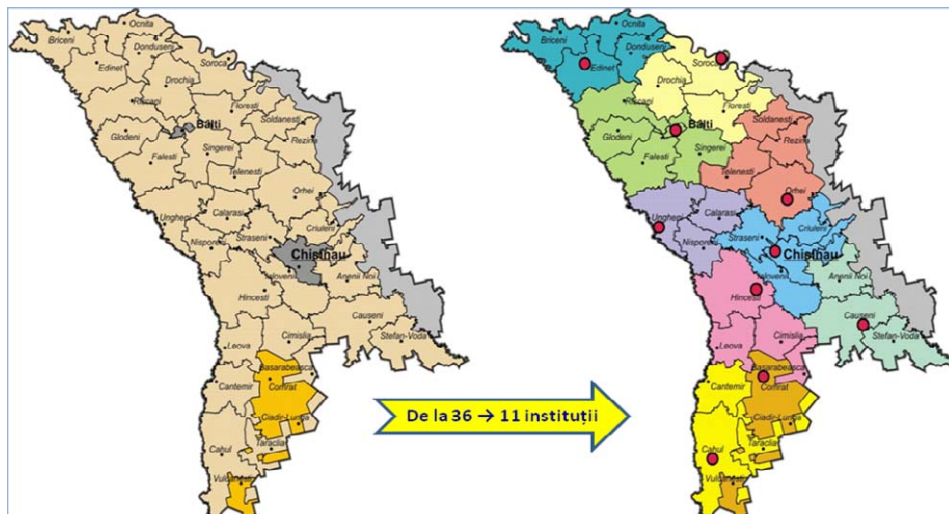 Ocnita
Briceni
Donduseni
Edinet
Soroca
Drochia
Riscani
Floresti
Soldanesti
Glodeni
Bălți
Rezina
Singerei
Falesti
Telenesti
Orhei
Ungheni
Calarasi
Criuleni
Straseni
Nisporeni
Chisinau
Ialoveni
Anenii Noi
Hincesti
Causeni
Stefan-Voda
Cimislia
Leova
Basarabeasca
Cantemir
Comrat
Ciadir-Lunga
Taraclia
Cahul
Vulcanesti
De la 36 → 11 instituții
Ocnita
Briceni
Donduseni
Edinet
Soroca
Drochia
Riscani
Floresti
Soldanesti
Glodeni
Bălți
Rezina
Singerei
Falesti
Telenesti
Orhei
Ungheni
Calarasi
Criuleni
Straseni
Nisporeni
Chisinau
Ialoveni
Anenii Noi
Hincesti
Causeni
Stefan-Voda
Cimislia
Leova
Basarabeasca
Cantemir
Comrat
Ciadir-Lunga
Taraclia
Cahul
Vulcanesti